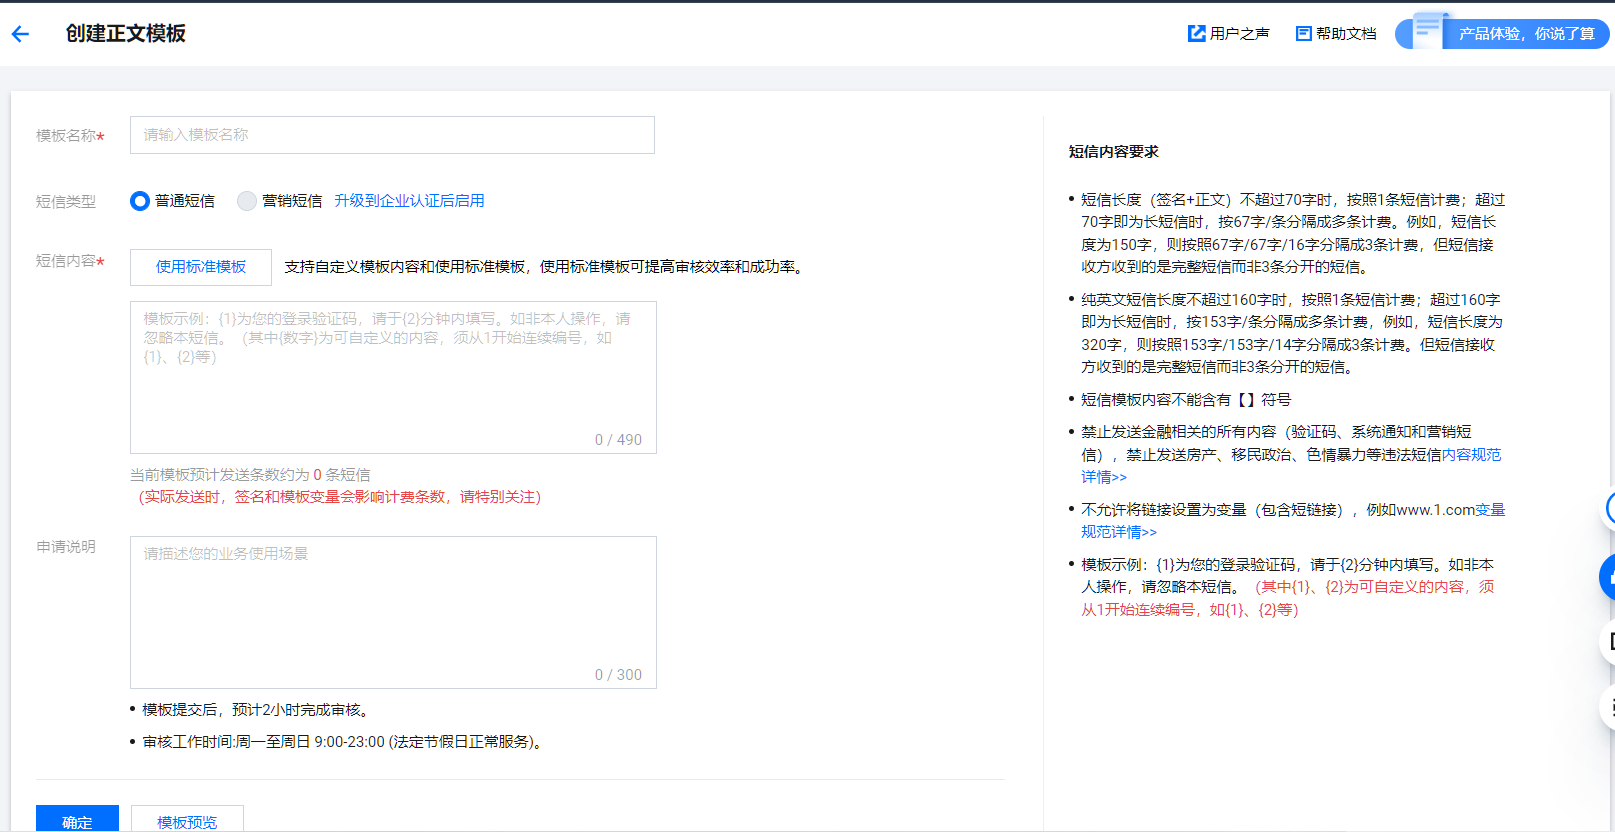 创建正文模板
用户之声
帮助文档
产品体验，你说了算
模板名称*
请输入模板名称
短信类型
普通短信
营销短信
升级到企业认证后启用
短信内容*
使用标准模板
支持自定义模板内容和使用标准模板，使用标准模板可提高审核效率和成功率。
模板示例：{1}为您的登录验证码，请于{2}分钟内填写。如非本人操作，请
忽略本短信。（其中{数字}为可自定义的内容，须从1开始连续编号，如
{1}、{2}等）
0 / 490
当前模板预计发送条数约为 0 条短信
（实际发送时，签名和模板变量会影响计费条数，请特别关注）
申请说明
请描述您的业务使用场景
0 / 300
• 模板提交后，预计2小时完成审核。
• 审核工作时间:周一至周日 9:00-23:00 (法定节假日正常服务)。
确定
模板预览
短信内容要求
• 短信长度（签名+正文）不超过70字时，按照1条短信计费；超过
70字即为长短信时，按67字/条分隔成多条计费。例如，短信长
度为150字，则按照67字/67字/16字分隔成3条计费，但短信接
收方收到的是完整短信而非3条分开的短信。
• 纯英文短信长度不超过160字时，按照1条短信计费；超过160字
即为长短信时，按153字/条分隔成多条计费，例如，短信长度为
320字，则按照153字/153字/14字分隔成3条计费。但短信接收
方收到的是完整短信而非3条分开的短信。
• 短信模板内容不能含有【】符号
• 禁止发送金融相关的所有内容（验证码、系统通知和营销短
信），禁止发送房产、移民政治、色情暴力等违法短信内容规范
详情>>
• 不允许将链接设置为变量（包含短链接），例如www.1.com变量
规范详情>>
• 模板示例：{1}为您的登录验证码，请于{2}分钟内填写。如非本
人操作，请忽略本短信。（其中{1}、{2}为可自定义的内容，须
从1开始连续编号，如{1}、{2}等）